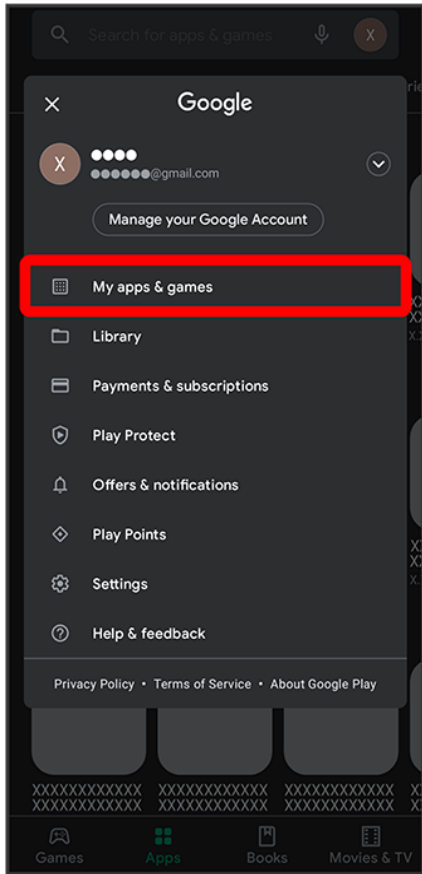 Search for apps & games
X
Google
X
@gmail.com
Manage your Google Account
My apps & games
Library
Payments & subscriptions
Play Protect
Offers & notifications
Play Points
Settings
Help & feedback
Privacy Policy • Terms of Service • About Google Play
XXXXXXXXXXXX XXXXXXXXXXXX XXXXXXXXXXXX
XXXXXXXXXXXX XXXXXXXXXXXX XXXXXXXXXXXX
Games Apps Books Movies & TV